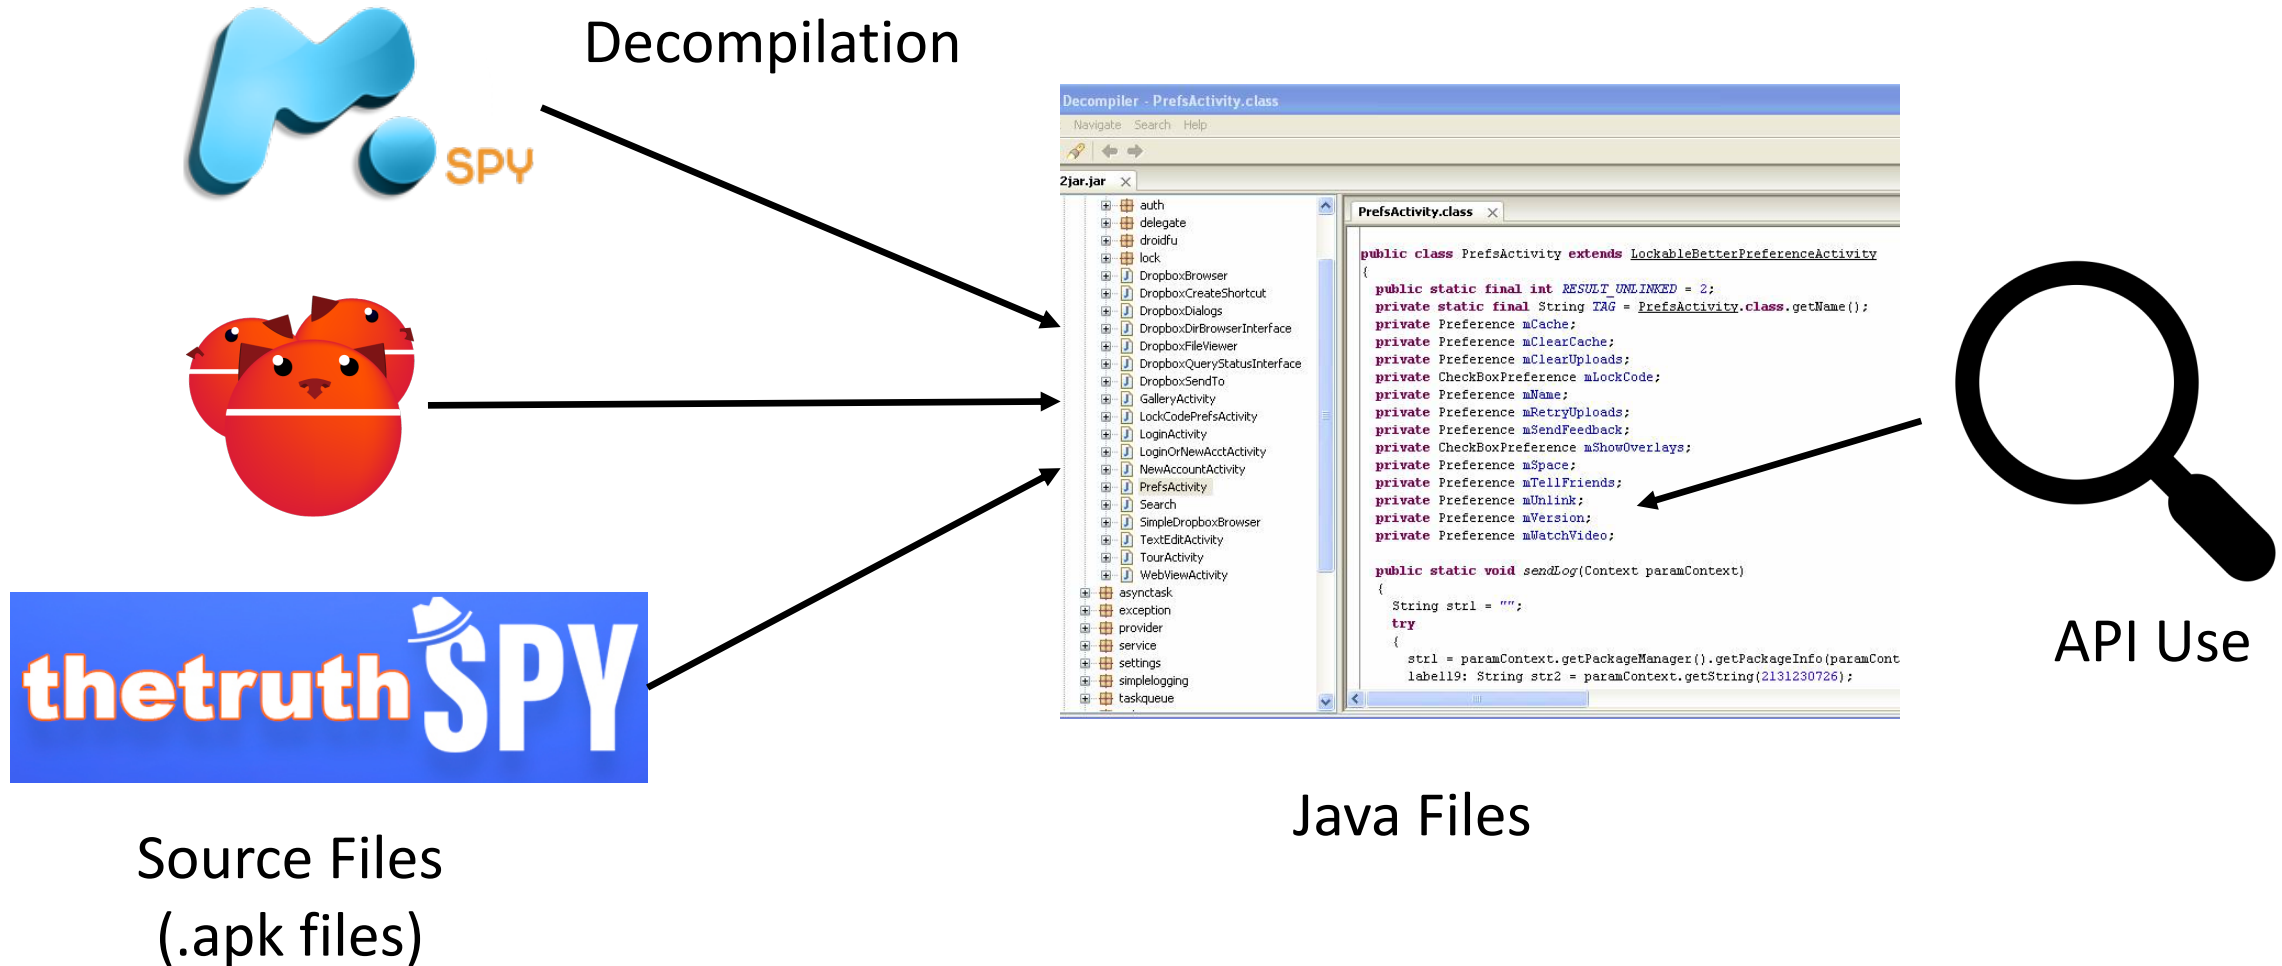 Decompilation
SPY
thetruthSPY
Source Files
(.apk files)
Decompiler - PrefsActivity.class
Navigate Search Help
2jar.jar
auth
delegate
droidfu
lock
DropboxBrowser
DropboxCreateShortcut
DropboxDialogs
DropboxDirBrowserInterface
DropboxFileViewer
DropboxQueryStatusInterface
DropboxSendTo
GalleryActivity
LockCodePrefsActivity
LoginActivity
LoginOrNewAcctActivity
NewAccountActivity
PrefsActivity
Search
SimpleDropboxBrowser
TextEditActivity
TourActivity
WebViewActivity
asynctask
exception
provider
service
settings
simplelogging
taskqueue
PrefsActivity.class
public class PrefsActivity extends LockableBetterPreferenceActivity
{
public static final int RESULT_UNLINKED = 2;
private static final String TAG = PrefsActivity.class.getName();
private Preference mCache;
private Preference mClearCache;
private Preference mClearUploads;
private CheckBoxPreference mLockCode;
private Preference mName;
private Preference mRetryUploads;
private Preference mSendFeedback;
private CheckBoxPreference mShowOverlays;
private Preference mSpace;
private Preference mTellFriends;
private Preference mUnlink;
private Preference mVersion;
private Preference mWatchVideo;
public static void sendLog(Context paramContext)
{
String str1 = "";
try
{
str1 = paramContext.getPackageManager().getPackageInfo(paramCont
label19: String str2 = paramContext.getString(2131230726);
Java Files
API Use